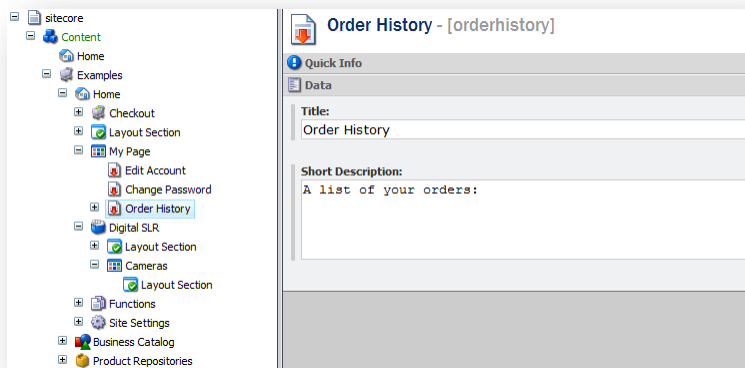 sitecore
Content
Home
Examples
Home
Checkout
Layout Section
My Page
Edit Account
Change Password
Order History
Digital SLR
Layout Section
Cameras
Layout Section
Functions
Site Settings
Business Catalog
Product Repositories
Order History - [orderhistory]
Quick Info
Data
Title:
Order History
Short Description:
A list of your orders: